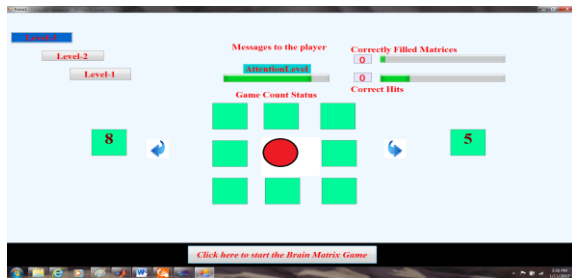 Level-2
Level-1
Messages to the player
AttentionLevel
Game Count Status
Correctly Filled Matrices
0
0
Correct Hits
8
5
Click here to start the Brain Matrix Game